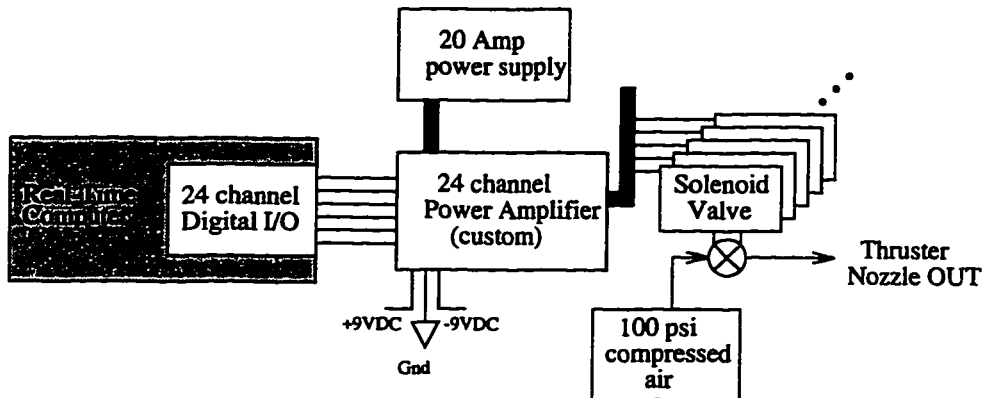 20 Amp
power supply
Real-Time
Computer
24 channel
Digital I/O
24 channel
Power Amplifier
(custom)
Solenoid
Valve
+9VDC
-9VDC
Gnd
Thruster
Nozzle OUT
100 psi
compressed
air